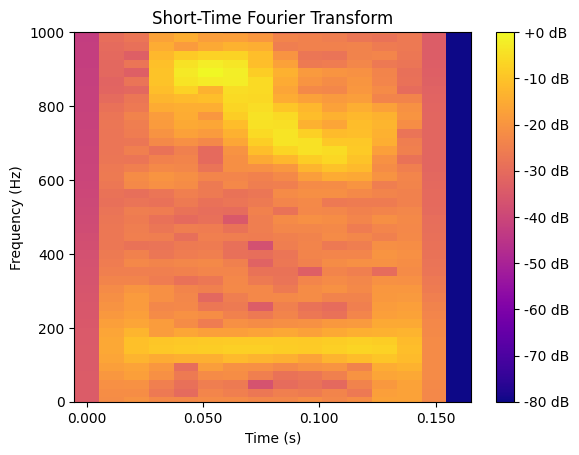 Short-Time Fourier Transform
Frequency (Hz)
1000
800
600
400
200
0
0.000
0.050
0.100
0.150
Time (s)
+0 dB
-10 dB
-20 dB
-30 dB
-40 dB
-50 dB
-60 dB
-70 dB
-80 dB